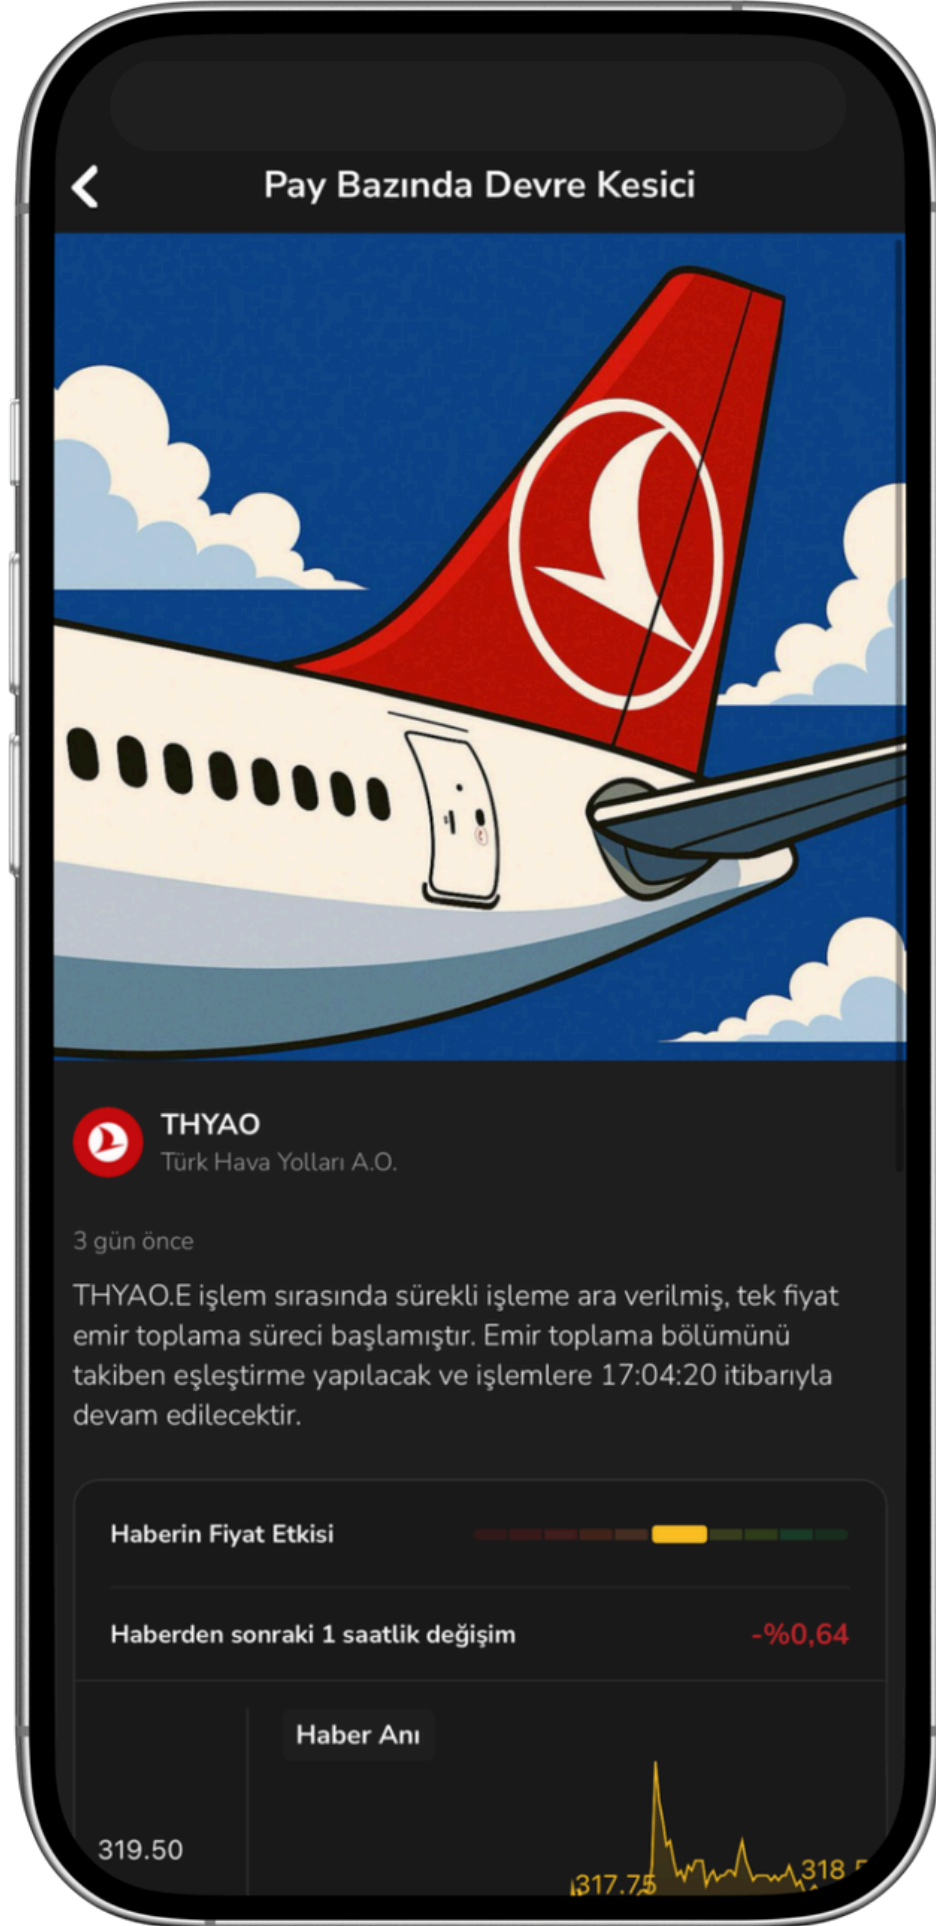 Pay Bazında Devre Kesici
THYAO
Türk Hava Yolları A.O.
3 gün önce
THYAO.E işlem sırasında sürekli işleme ara verilmiş, tek fiyat
emir toplama süreci başlamıştır. Emir toplama bölümünü
takiben eşleştirme yapılacak ve işlemlere 17:04:20 itibarıyla
devam edilecektir.
Haberin Fiyat Etkisi
Haberden sonraki 1 saatlik değişim
-%0,64
Haber Anı
319.50
317.75